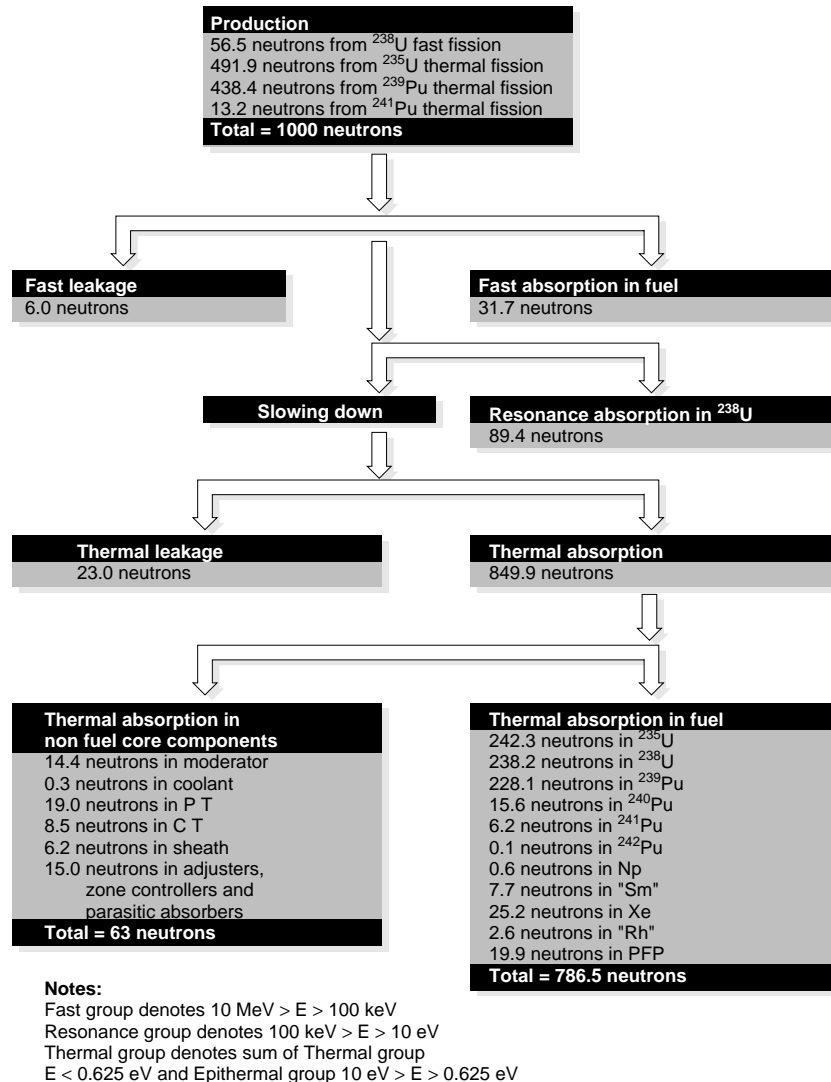 Production
56.5 neutrons from ²³⁸U fast fission
491.9 neutrons from ²³⁵U thermal fission
438.4 neutrons from ²³⁹Pu thermal fission
13.2 neutrons from ²⁴¹Pu thermal fission
Total = 1000 neutrons
Fast leakage
6.0 neutrons
Fast absorption in fuel
31.7 neutrons
Slowing down
Resonance absorption in ²³⁸U
89.4 neutrons
Thermal leakage
23.0 neutrons
Thermal absorption
849.9 neutrons
Thermal absorption in
non fuel core components
14.4 neutrons in moderator
0.3 neutrons in coolant
19.0 neutrons in P T
8.5 neutrons in C T
6.2 neutrons in sheath
15.0 neutrons in adjusters,
zone controllers and
parasitic absorbers
Total = 63 neutrons
Thermal absorption in fuel
242.3 neutrons in ²³⁵U
238.2 neutrons in ²³⁸U
228.1 neutrons in ²³⁹Pu
15.6 neutrons in ²⁴⁰Pu
6.2 neutrons in ²⁴¹Pu
0.1 neutrons in ²⁴²Pu
0.6 neutrons in Np
7.7 neutrons in "Sm"
25.2 neutrons in Xe
2.6 neutrons in "Rh"
19.9 neutrons in PFP
Total = 786.5 neutrons
Notes:
Fast group denotes 10 MeV > E > 100 keV
Resonance group denotes 100 keV > E > 10 eV
Thermal group denotes sum of Thermal group
E < 0.625 eV and Epithermal group 10 eV > E > 0.625 eV